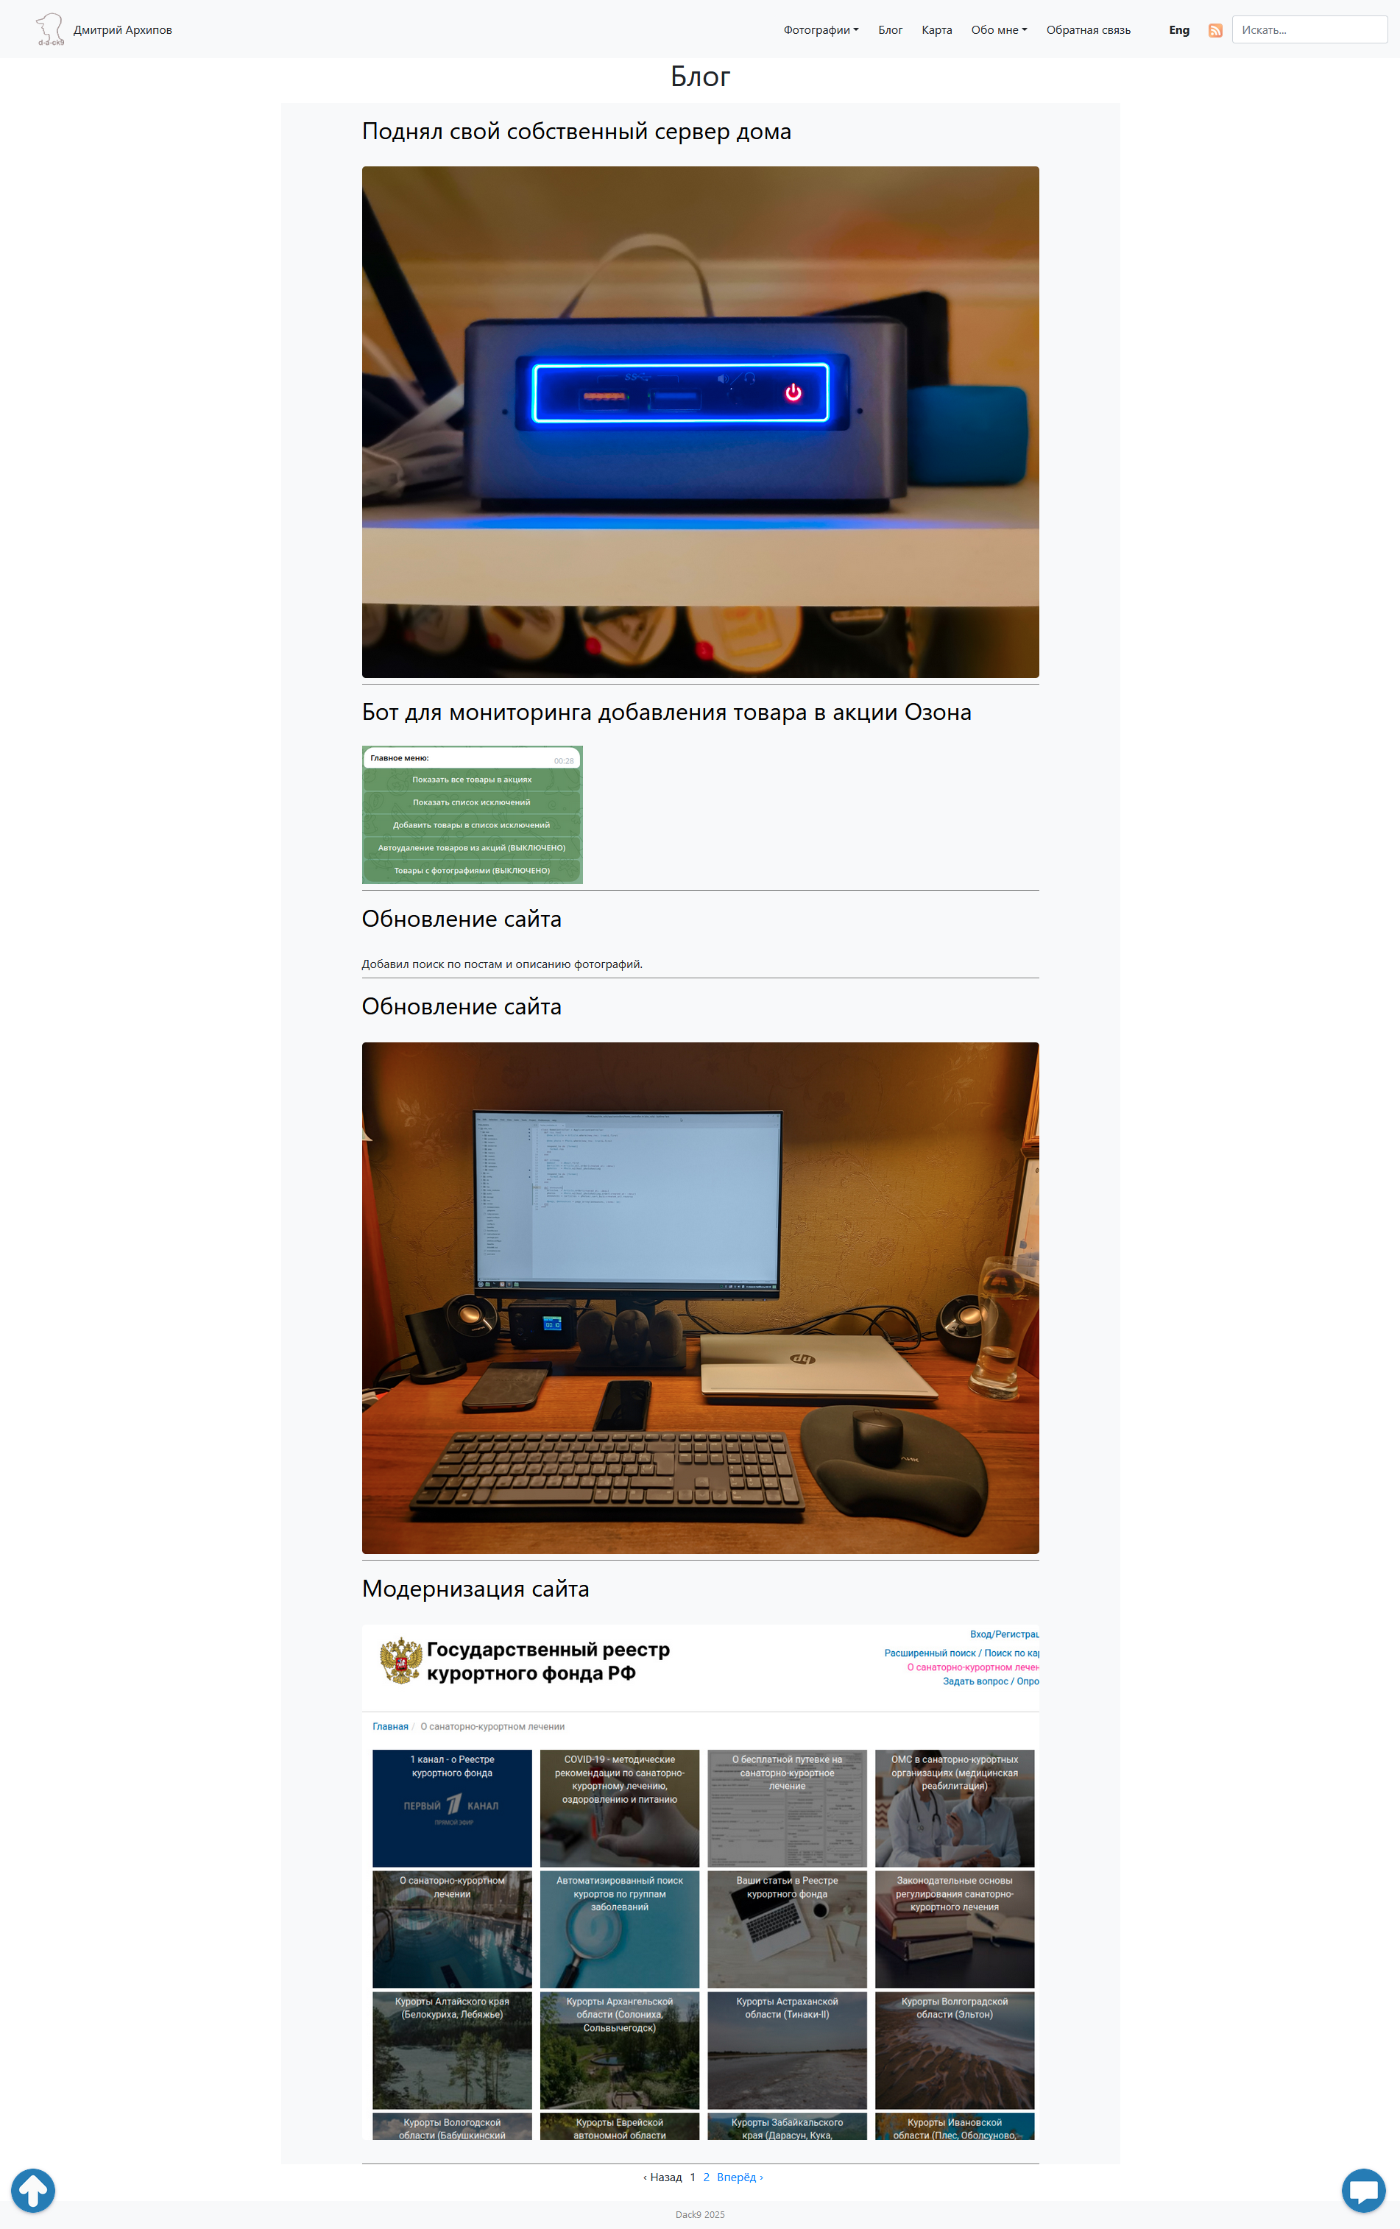 d-a-ck9
Дмитрий Архипов
Фотографии
Блог
Карта
Обо мне
Обратная связь
Eng
Искать...
Блог
Поднял свой собственный сервер дома
Бот для мониторинга добавления товара в акции Озона
Главное меню:
00:28
Показать все товары в акциях
Показать список исключений
Добавить товары в список исключений
Автоудаление товаров из акций (ВЫКЛЮЧЕНО)
Товары с фотографиями (ВЫКЛЮЧЕНО)
Обновление сайта
Добавил поиск по постам и описанию фотографий.
Обновление сайта
hp
Модернизация сайта
Государственный реестр
курортного фонда РФ
Вход/Регистрац
Расширенный поиск / Поиск по кар
О санаторно-курортном лечен
Задать вопрос / Опро
Главная / О санаторно-курортном лечении
1 канал - о Реестре
курортного фонда
ПЕРВЫЙ 1 КАНАЛ
ПРЯМОЙ ЭФИР
COVID-19 - методические
рекомендации по санаторно-
курортному лечению,
оздоровлению и питанию
О бесплатной путевке на
санаторно-курортное
лечение
ОМС в санаторно-курортных
организациях (медицинская
реабилитация)
О санаторно-курортном
лечении
Автоматизированный поиск
курортов по группам
заболеваний
Ваши статьи в Реестре
курортного фонда
Законодательные основы
регулирования санаторно-
курортного лечения
Курорты Алтайского края
(Белокуриха, Лебяжье)
Курорты Архангельской
области (Солониха,
Сольвычегодск)
Курорты Астраханской
области (Тинаки-II)
Курорты Волгоградской
области (Эльтон)
Курорты Вологодской
области (Бабушкинский
Курорты Еврейской
автономной области
Курорты Забайкальского
края (Дарасун, Кука,
Курорты Ивановской
области (Плес, Оболсуново,
‹ Назад 1 2 Вперёд ›
Dack9 2025